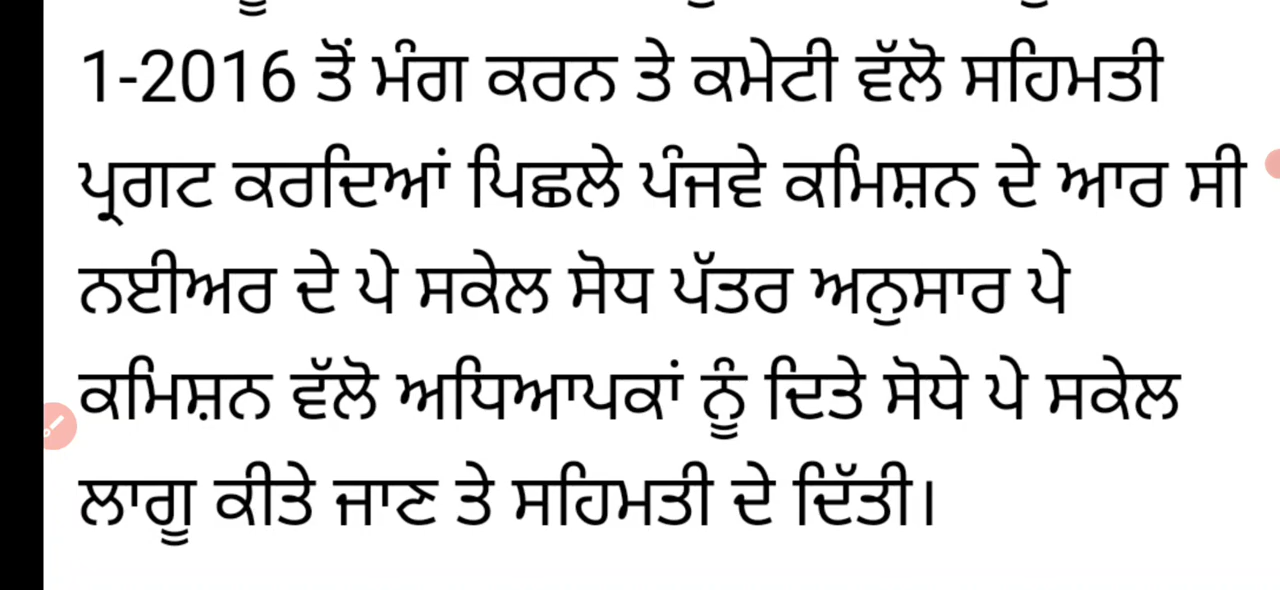 1-2016 ਤੋਂ ਮੰਗ ਕਰਨ ਤੇ ਕਮੇਟੀ ਵੱਲੋ ਸਹਿਮਤੀ
ਪ੍ਰਗਟ ਕਰਦਿਆਂ ਪਿਛਲੇ ਪੰਜਵੇ ਕਮਿਸ਼ਨ ਦੇ ਆਰ ਸੀ
ਨਈਅਰ ਦੇ ਪੇ ਸਕੇਲ ਸੋਧ ਪੱਤਰ ਅਨੁਸਾਰ ਪੇ
ਕਮਿਸ਼ਨ ਵੱਲੋ ਅਧਿਆਪਕਾਂ ਨੂੰ ਦਿਤੇ ਸੋਧੇ ਪੇ ਸਕੇਲ
ਲਾਗੂ ਕੀਤੇ ਜਾਣ ਤੇ ਸਹਿਮਤੀ ਦੇ ਦਿੱਤੀ।